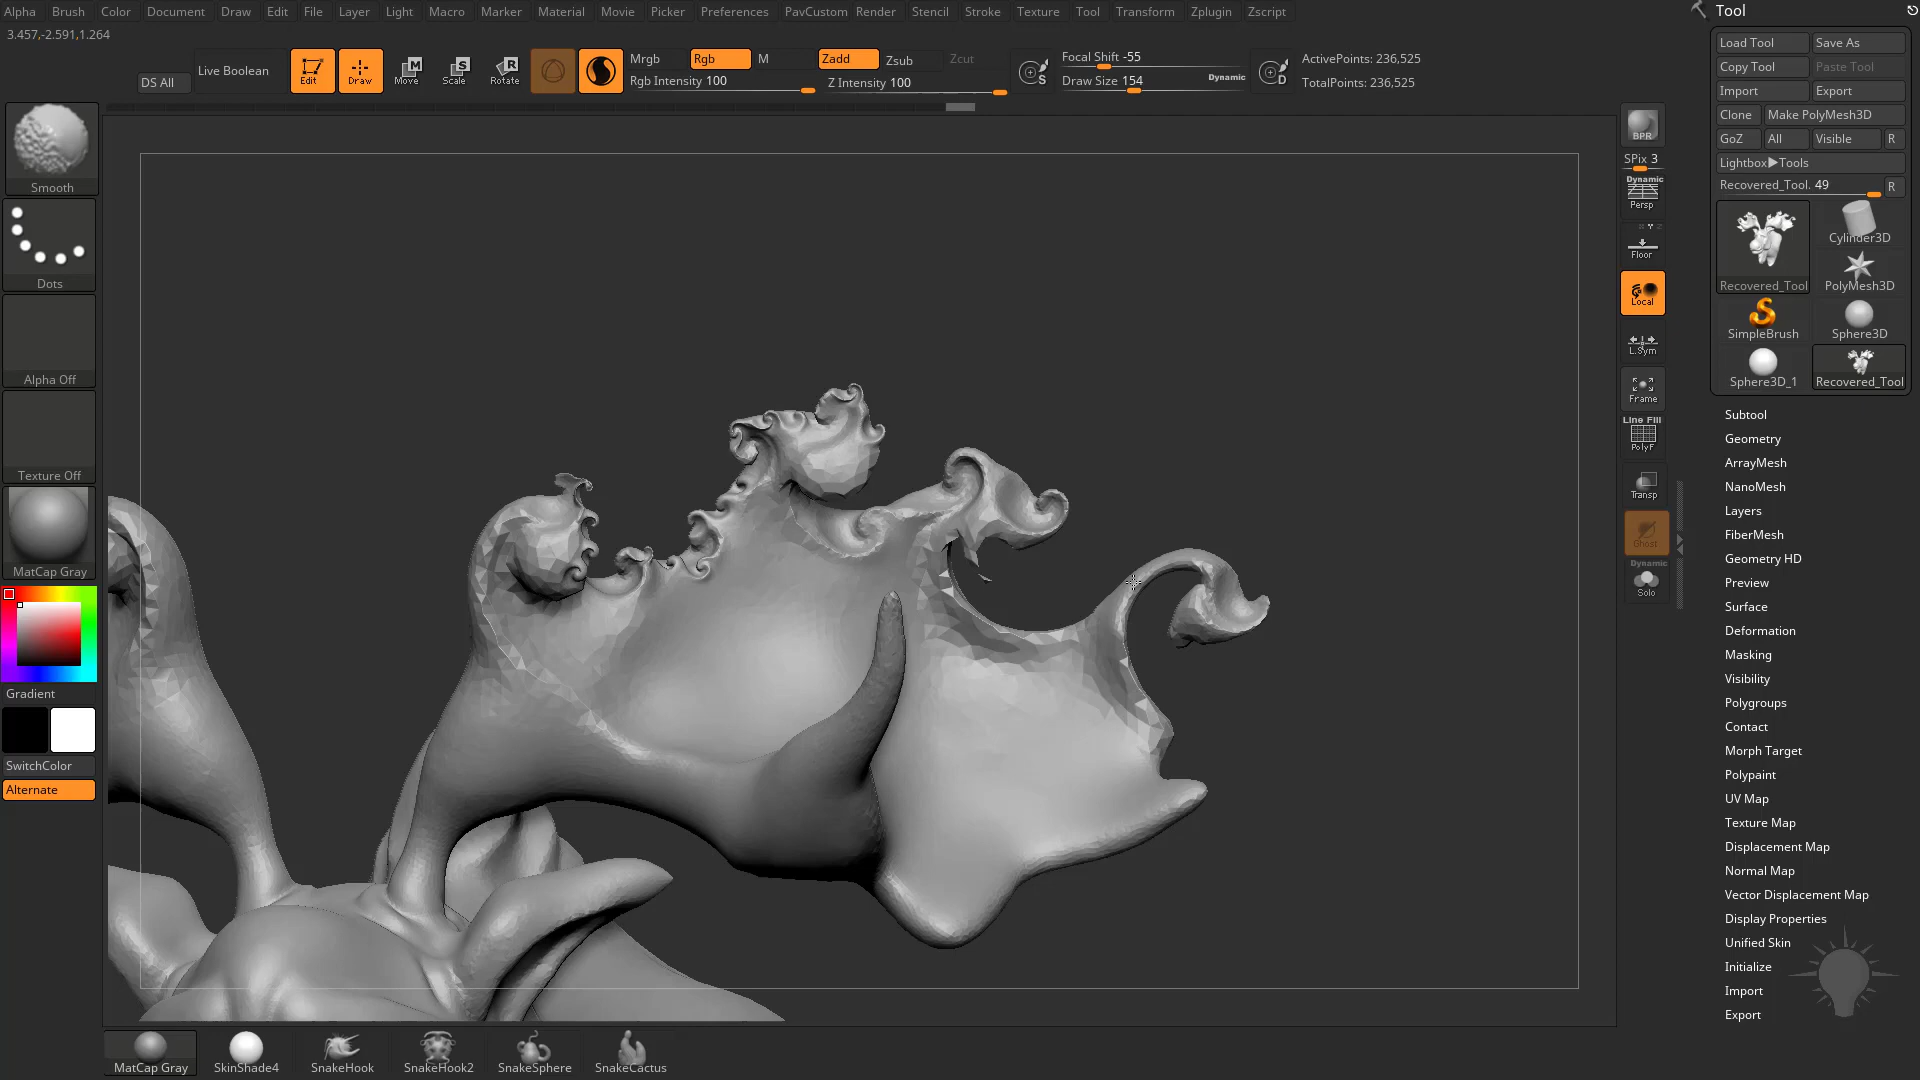 Alpha Brush Color Document Draw Edit File Layer Light Macro Marker Material Movie Picker Preferences PavCustom Render Stencil Stroke Texture Tool Transform Zplugin Zscript
3.457,-2.591,1.264
DS All
Live Boolean
Edit
Draw
Move
Scale
Rotate
Mrgb
Rgb
M
Rgb Intensity 100
Zadd
Zsub
Zcut
Z Intensity 100
Focal Shift -55
Draw Size 154
Dynamic
ActivePoints: 236,525
TotalPoints: 236,525
Smooth
Dots
Alpha Off
Texture Off
MatCap Gray
Gradient
SwitchColor
Alternate
BPR
SPix 3
Dynamic
Persp
Floor
Local
L.Sym
Frame
Line Fill
PolyF
Transp
Ghost
Dynamic
Solo
Tool
Load Tool
Save As
Copy Tool
Paste Tool
Import
Export
Clone
Make PolyMesh3D
GoZ
All
Visible
R
Lightbox▶Tools
Recovered_Tool. 49
R
Recovered_Tool
Cylinder3D
PolyMesh3D
SimpleBrush
Sphere3D
Sphere3D_1
Recovered_Tool
Subtool
Geometry
ArrayMesh
NanoMesh
Layers
FiberMesh
Geometry HD
Preview
Surface
Deformation
Masking
Visibility
Polygroups
Contact
Morph Target
Polypaint
UV Map
Texture Map
Displacement Map
Normal Map
Vector Displacement Map
Display Properties
Unified Skin
Initialize
Import
Export
MatCap Gray
SkinShade4
SnakeHook
SnakeHook2
SnakeSphere
SnakeCactus